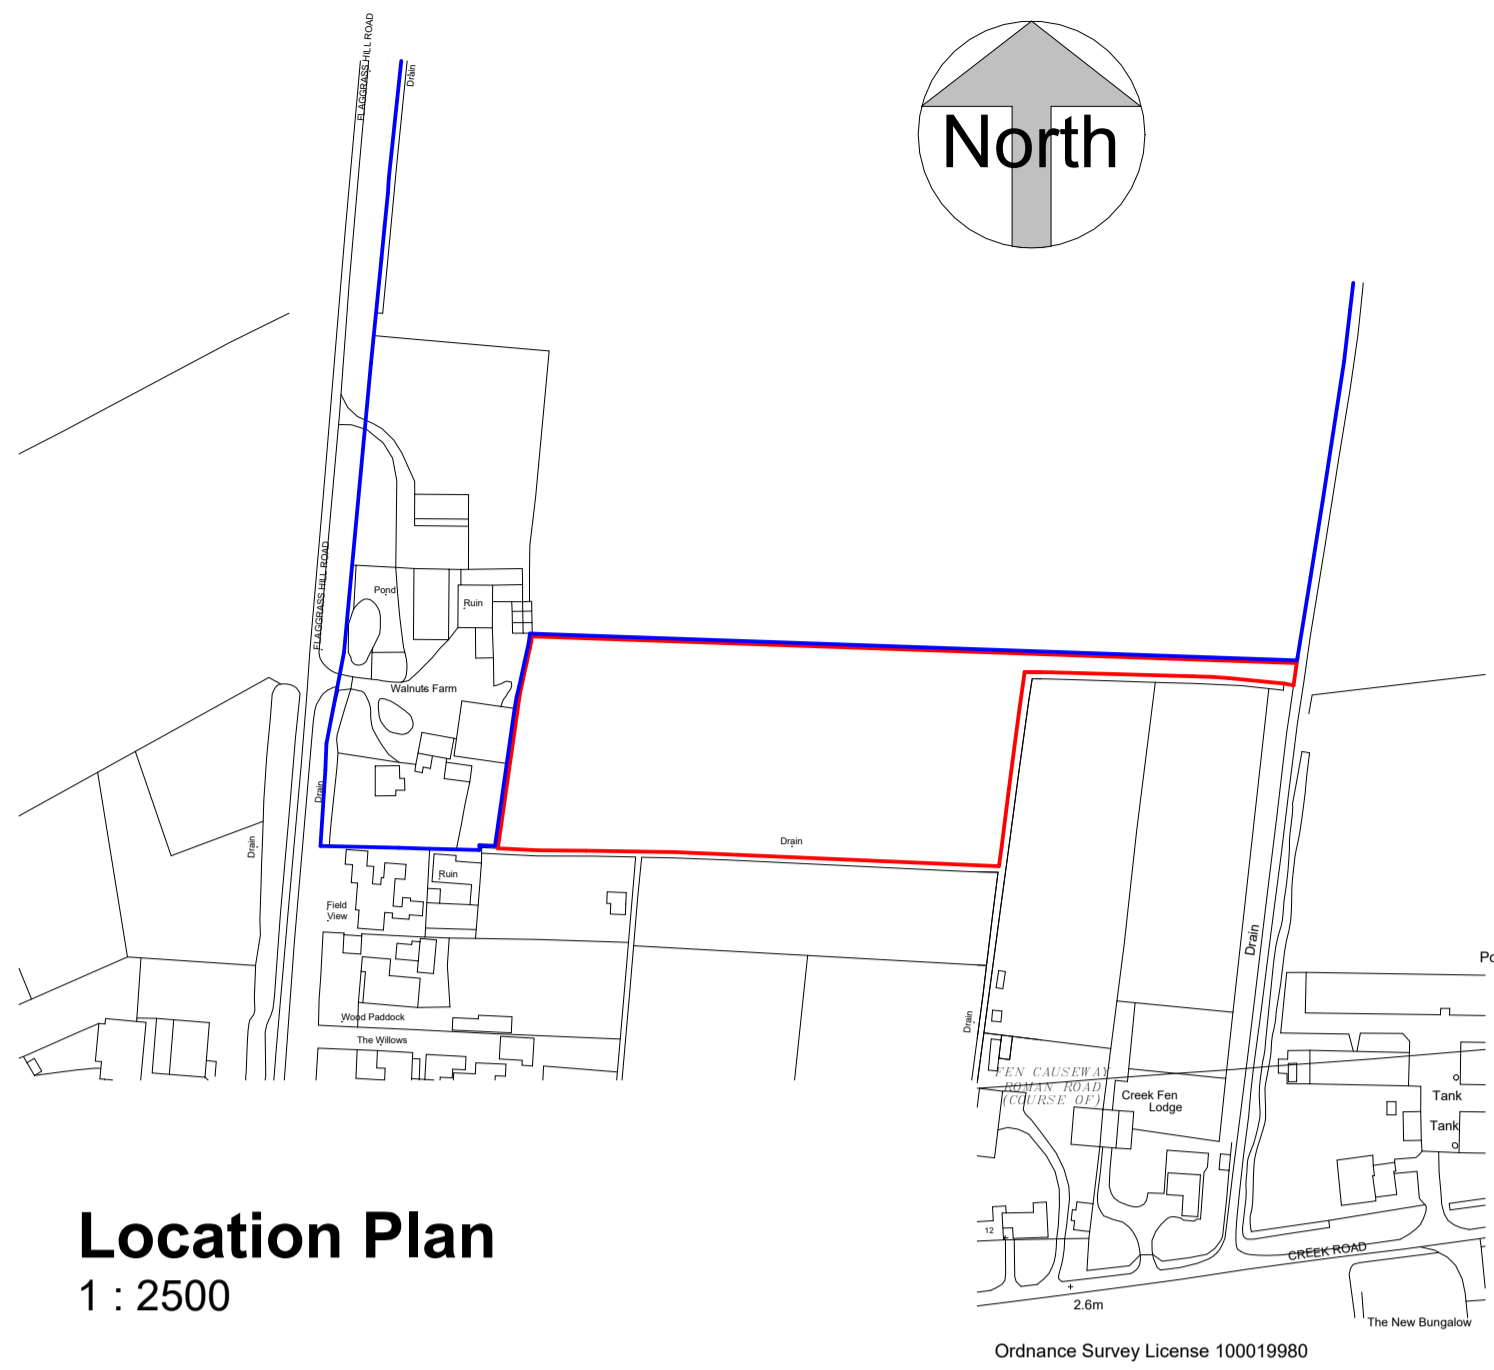 FLAGGRASS HILL ROAD
Drain
North
FLAGGRASS HILL ROAD
Pond
Ruin
Walnuts Farm
Drain
Drain
Drain
Ruin
Field
View
Drain
Po
Wood Paddock
Drain
The Willows
FEN CAUSEWAY
ROMAN ROAD
(COURSE OF)
Creek Fen
Lodge
Tank
Tank
12
CREEK ROAD
2.6m
The New Bungalow
Location Plan
1 : 2500
Ordnance Survey License 100019980